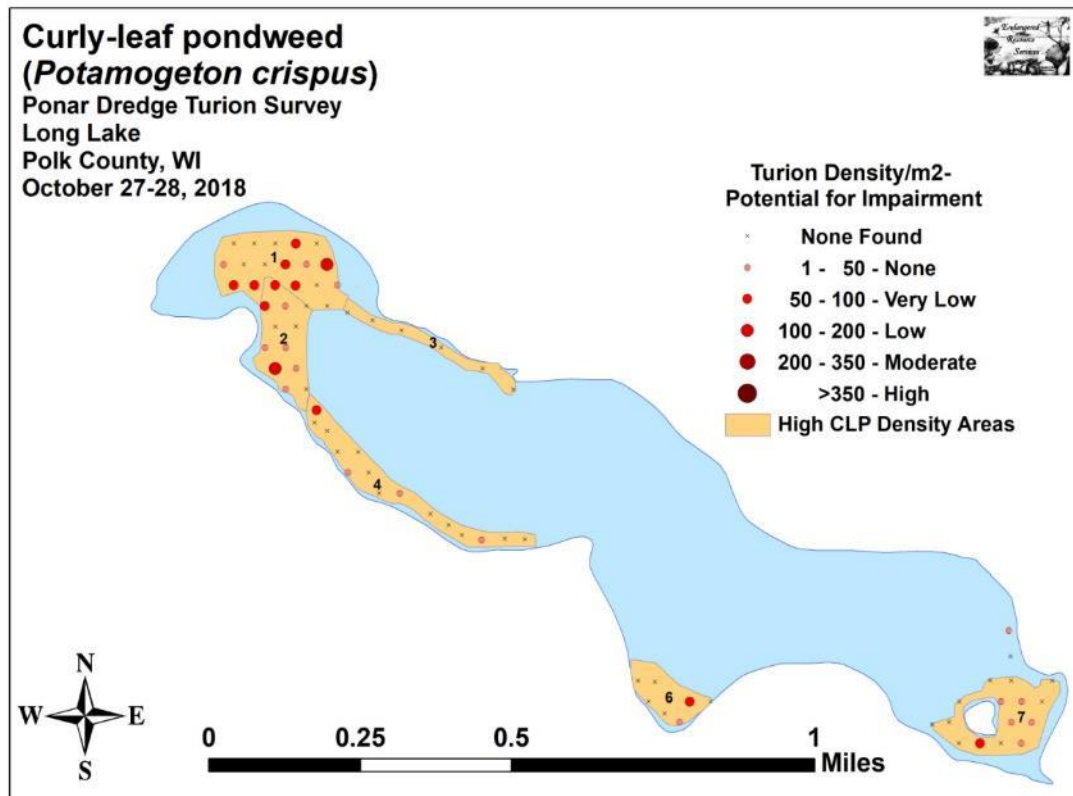 Curly-leaf pondweed
(Potamogeton crispus)
Ponar Dredge Turion Survey
Long Lake
Polk County, WI
October 27-28, 2018
Endangered
Resource
Services
Turion Density/m2-
Potential for Impairment
None Found
1 - 50 - None
50 - 100 - Very Low
100 - 200 - Low
200 - 350 - Moderate
>350 - High
High CLP Density Areas
1
2
3
4
6
7
N
W E
S
0 0.25 0.5 1
Miles